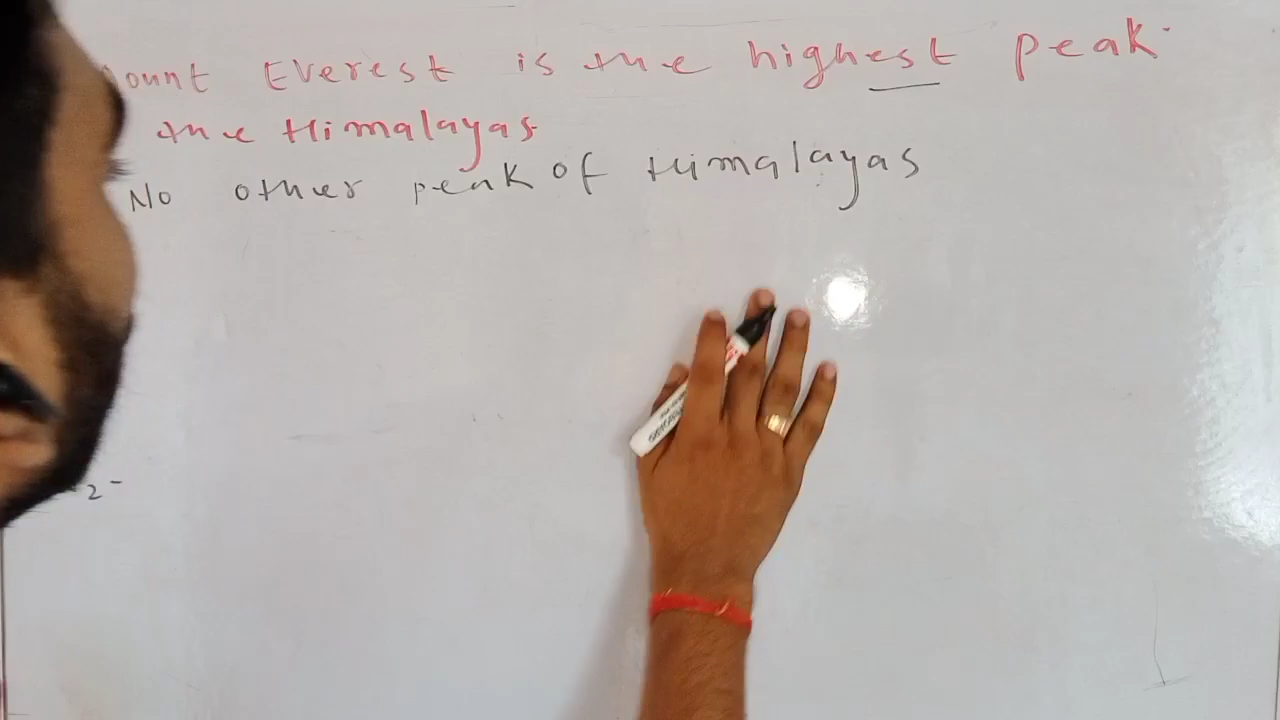 ount Everest is the highest peak.
the Himalayas.
No other peak of Himalayas
2-